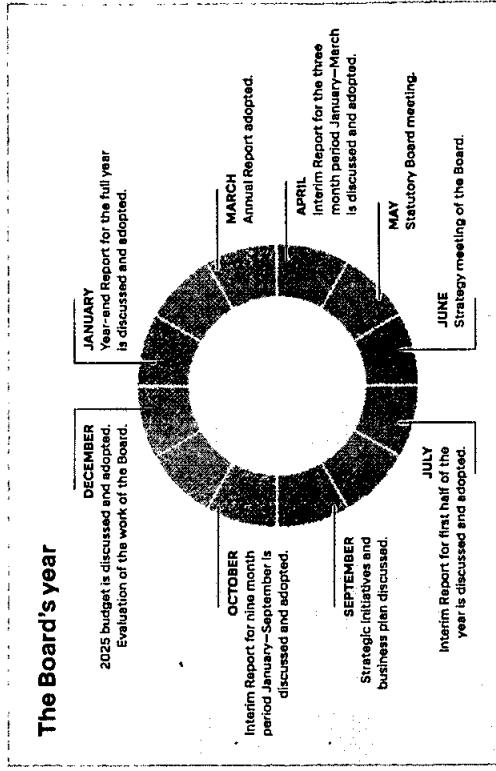 The Board's year
DECEMBER
2025 budget is discussed and adopted.
Evaluation of the work of the Board.
JANUARY
Year-end Report for the full year
is discussed and adopted.
MARCH
Annual Report adopted.
APRIL
Interim Report for the three
month period January–March
is discussed and adopted.
MAY
Statutory Board meeting.
JUNE
Strategy meeting of the Board.
JULY
Interim Report for first half of the
year is discussed and adopted.
SEPTEMBER
Strategic initiatives and
business plan discussed.
OCTOBER
Interim Report for nine month
period January–September is
discussed and adopted.